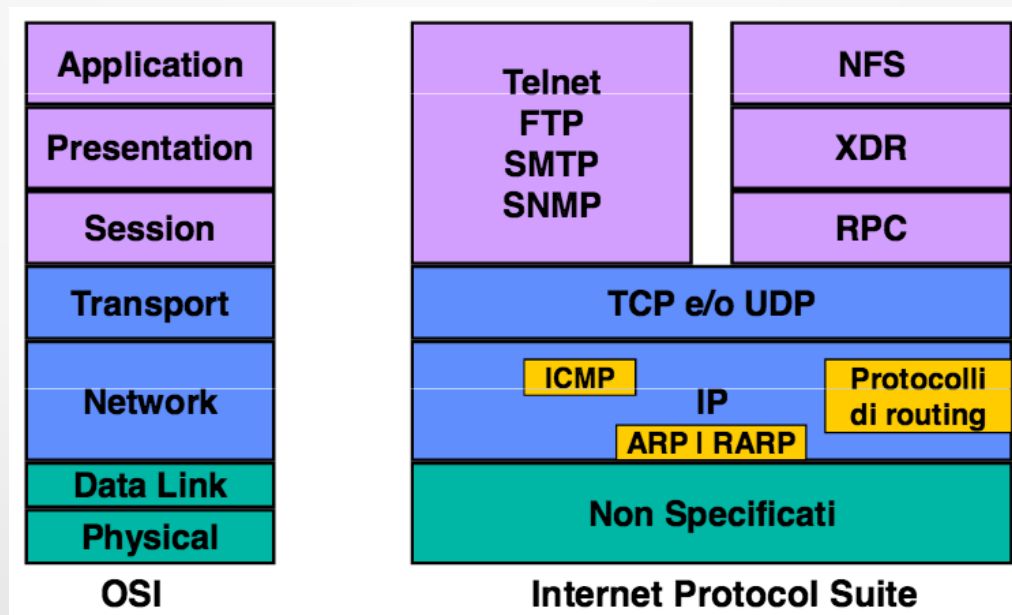 Application
Presentation
Session
Transport
Network
Data Link
Physical
OSI
Telnet
FTP
SMTP
SNMP
NFS
XDR
RPC
TCP e/o UDP
ICMP
IP
Protocolli
di routing
ARP | RARP
Non Specificati
Internet Protocol Suite